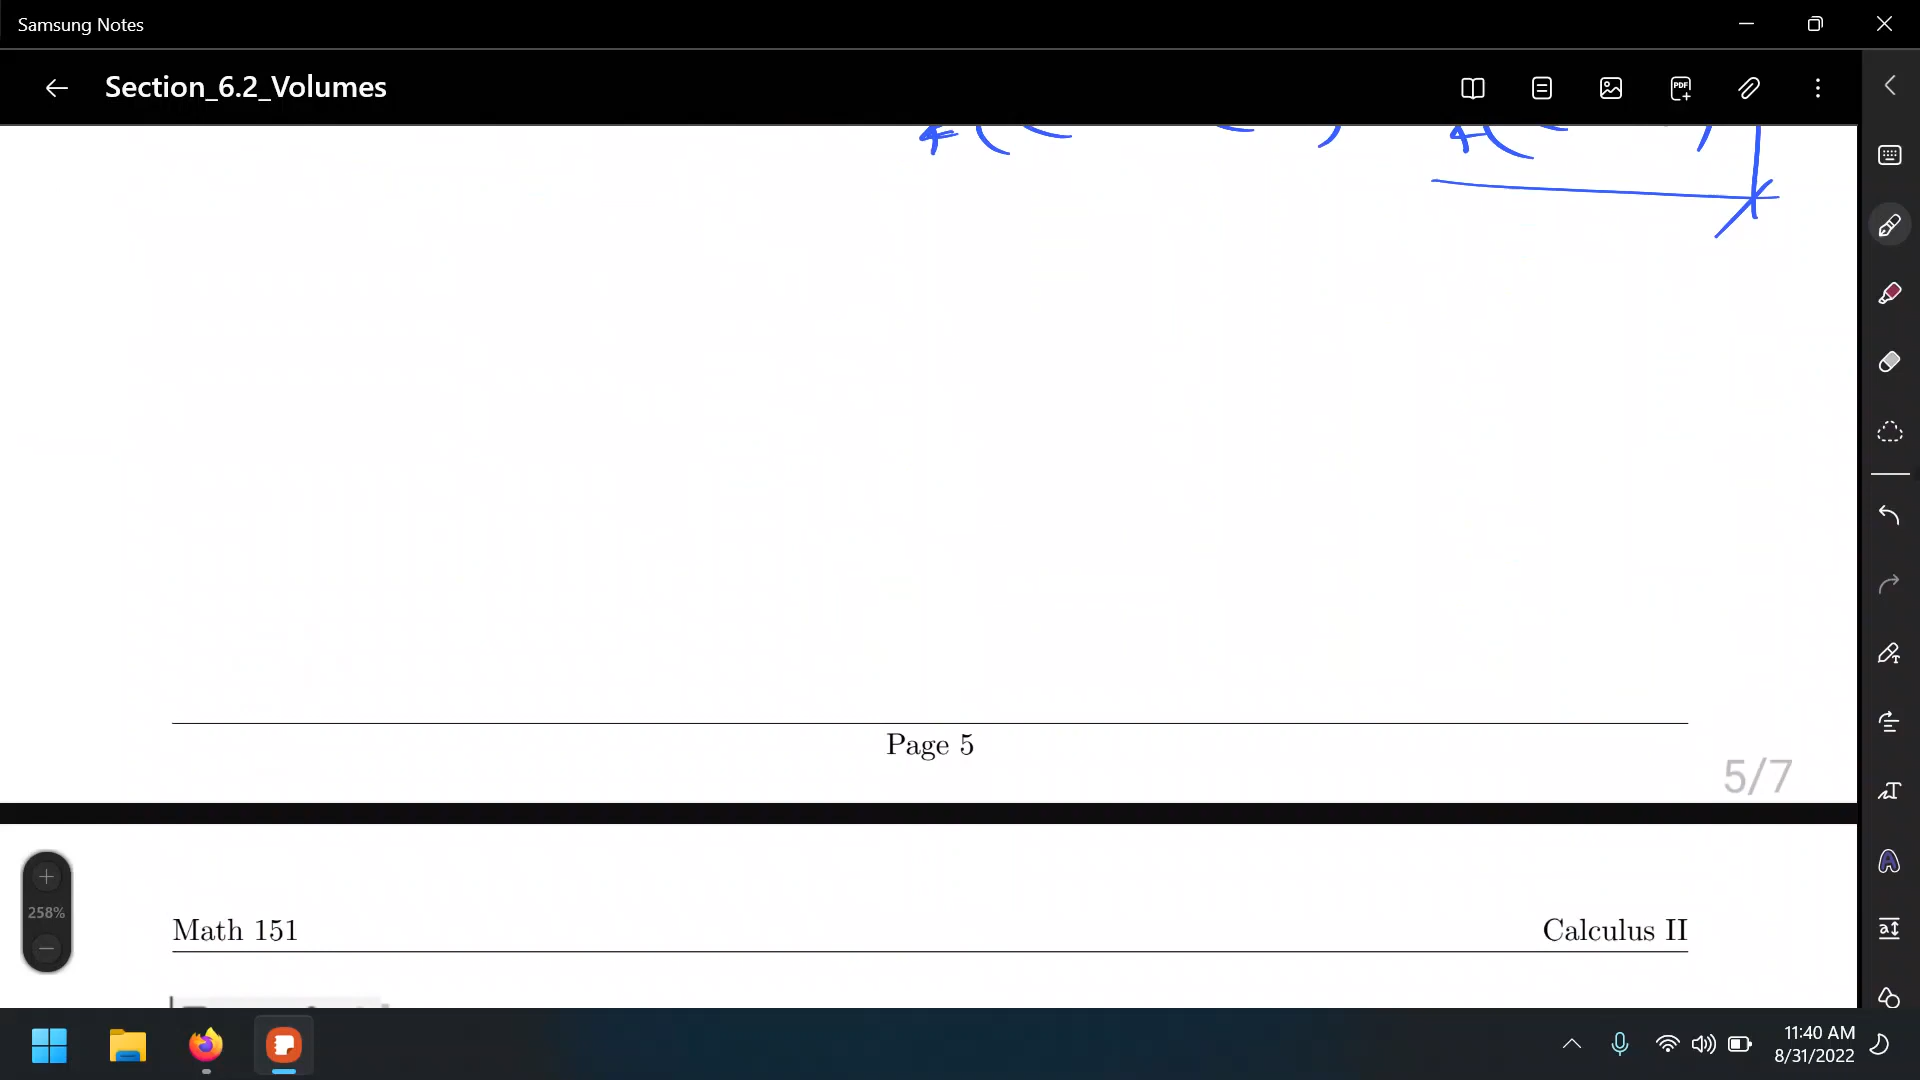 Samsung Notes
Section_6.2_Volumes
Page 5
5/7
258%
Math 151
Calculus II
11:40 AM
8/31/2022